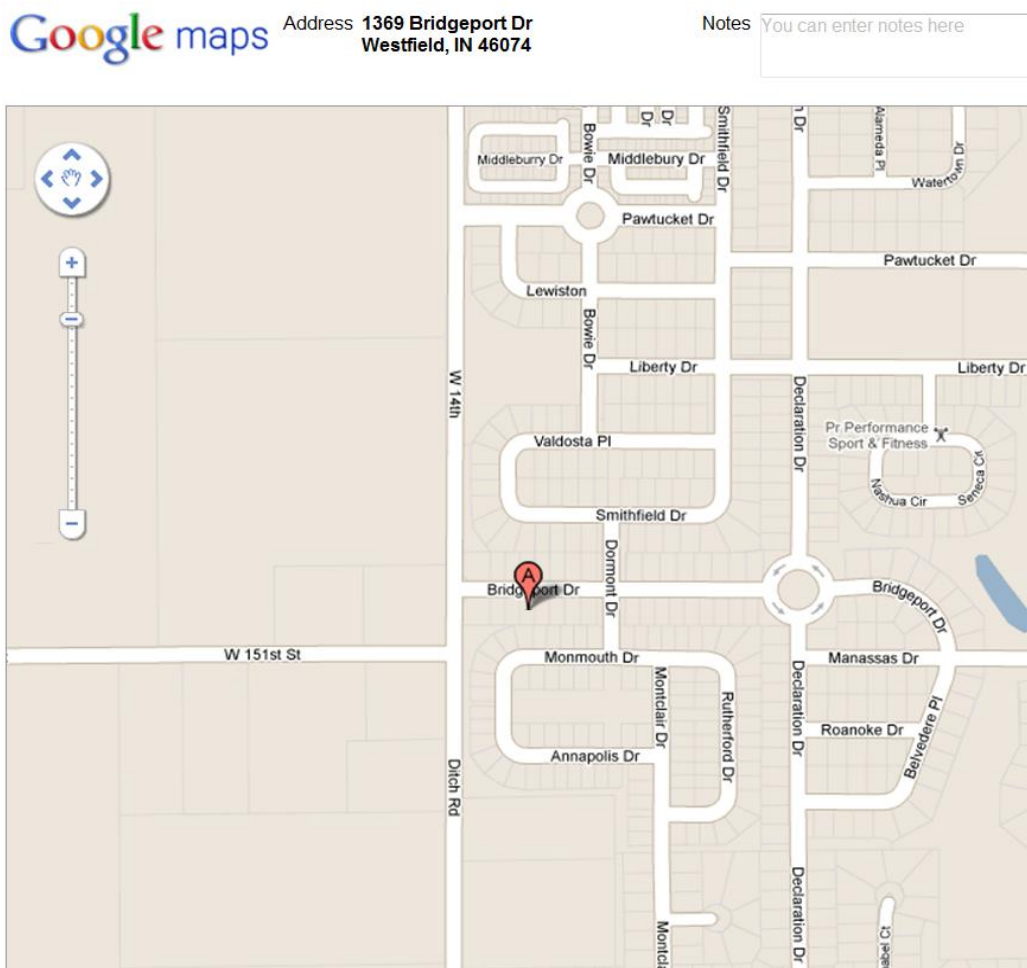 Google maps
Address 1369 Bridgeport Dr
Westfield, IN 46074
Notes You can enter notes here
Dr
Dr
Smithfield Dr
Alameda Pl
Bowie Dr
Middleburry Dr
Middlebury Dr
Watertown Dr
Pawtucket Dr
Pawtucket Dr
Lewiston
Bowie Dr
Liberty Dr
Liberty Dr
W 14th
Declaration Dr
Pr Performance
Sport & Fitness
Valdosta Pl
Nashua Cir
Seneca Cir
Smithfield Dr
Dormont Dr
A
Bridgeport Dr
Bridgeport Dr
W 151st St
Monmouth Dr
Manassas Dr
Montclair Dr
Rutherford Dr
Declaration Dr
Roanoke Dr
Belvedere Pl
Annapolis Dr
Ditch Rd
Declaration Dr
Montcla